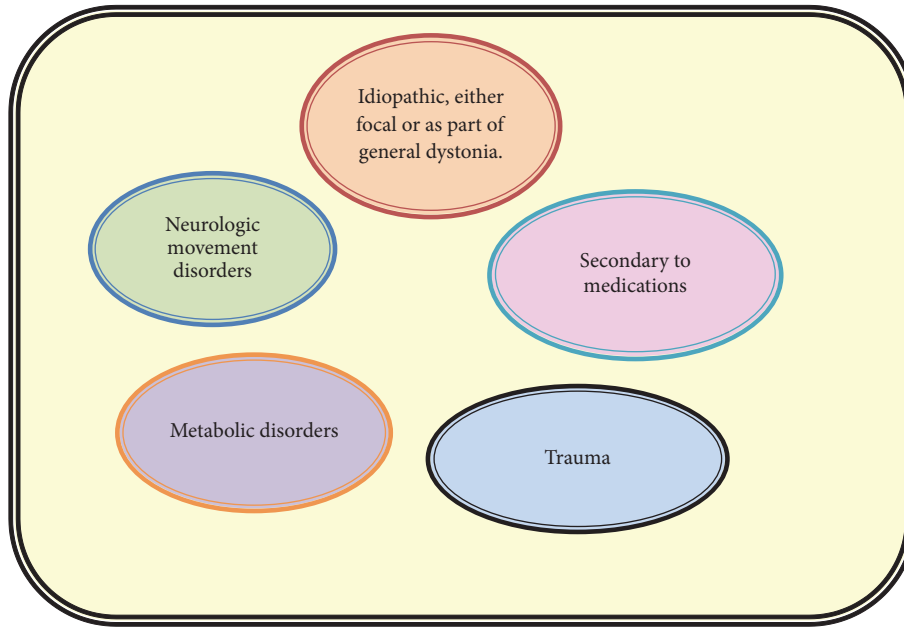 Idiopathic, either
focal or as part of
general dystonia.
Neurologic
movement
disorders
Secondary to
medications
Metabolic disorders
Trauma